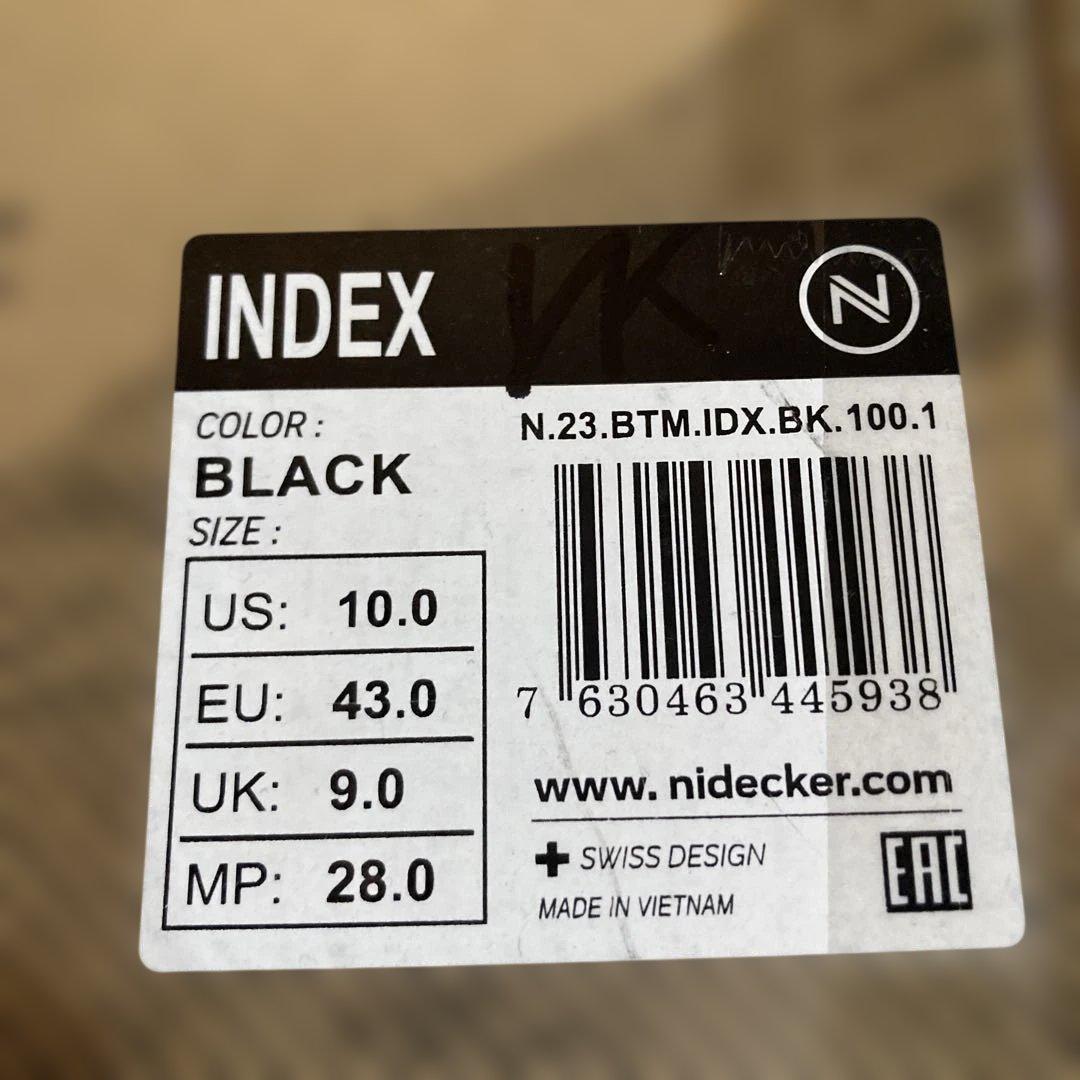 INDEX
N
COLOR :
BLACK
SIZE :
US: 10.0
EU: 43.0
UK: 9.0
MP: 28.0
N.23.BTM.IDX.BK.100.1
7 630463 445938
www. nidecker.com
SWISS DESIGN
MADE IN VIETNAM
EAC